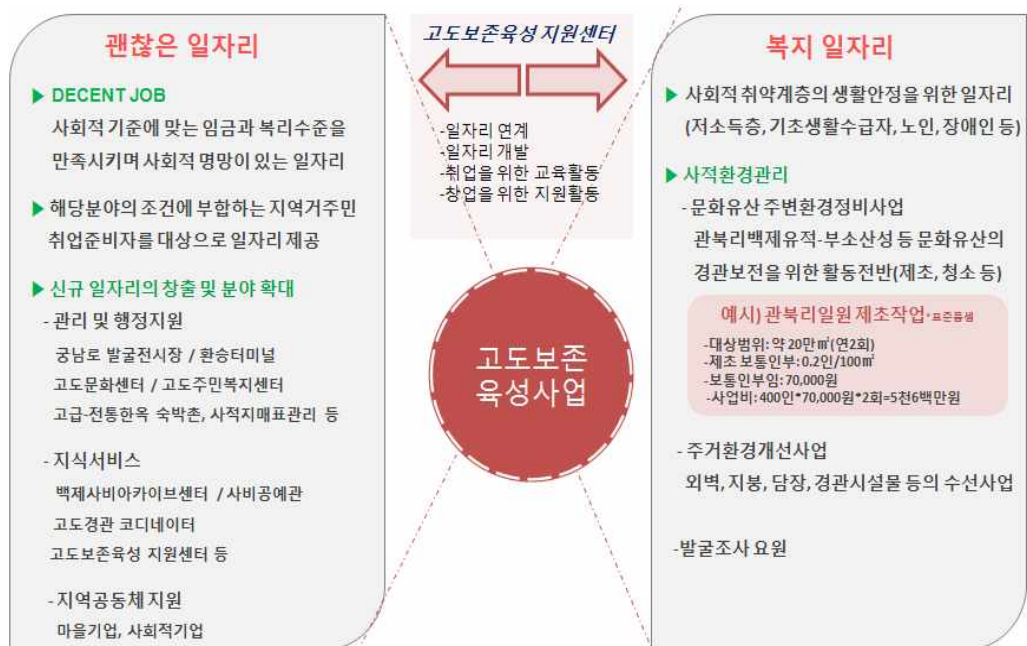 괜찮은 일자리
▶ DECENT JOB
사회적 기준에 맞는 임금과 복리수준을
만족시키며 사회적 명망이 있는 일자리
▶ 해당분야의 조건에 부합하는 지역거주민
취업준비자를 대상으로 일자리 제공
▶ 신규 일자리의 창출 및 분야 확대
- 관리 및 행정지원
궁남로 발굴전시장 / 환승터미널
고도문화센터 / 고도주민복지센터
고급-전통한옥 숙박촌, 사적지매표관리 등
- 지식서비스
백제사비아카이브센터 / 사비공예관
고도경관 코디네이터
고도보존육성 지원센터 등
- 지역공동체지원
마을기업, 사회적기업
고도보존육성 지원센터
-일자리 연계
-일자리 개발
-취업을 위한 교육활동
-창업을 위한 지원활동
고도보존
육성사업
복지 일자리
▶ 사회적 취약계층의 생활안정을 위한 일자리
(저소득층, 기초생활수급자, 노인, 장애인 등)
▶ 사적환경관리
- 문화유산 주변환경정비사업
관북리백제유적-부소산성 등 문화유산의
경관보전을 위한 활동전반(제초, 청소 등)
예시) 관북리일원 제초작업 *표준품셈
-대상범위: 약 20만㎡(연2회)
-제초 보통인부: 0.2인/100㎡
-보통인부임: 70,000원
-사업비: 400인*70,000원*2회=5천6백만원
- 주거환경개선사업
외벽, 지붕, 담장, 경관시설물 등의 수선사업
-발굴조사 요원